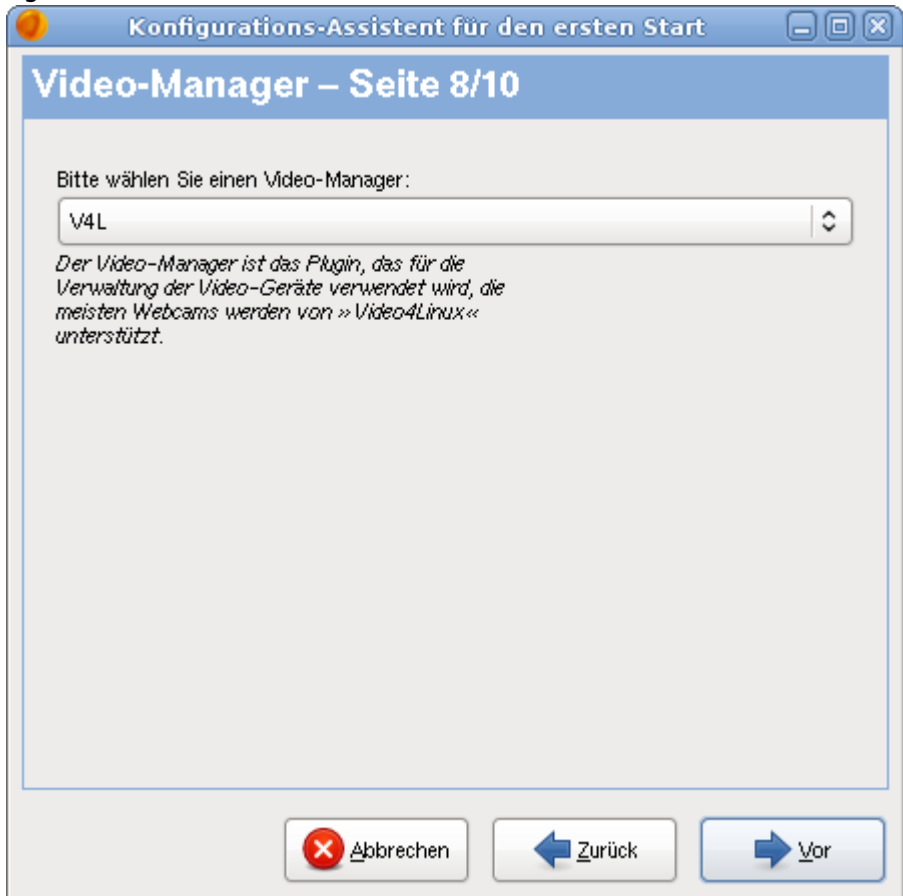 Konfigurations-Assistent für den ersten Start
Video-Manager – Seite 8/10
Bitte wählen Sie einen Video-Manager:
V4L
Der Video-Manager ist das Plugin, das für die
Verwaltung der Video-Geräte verwendet wird, die
meisten Webcams werden von »Video4Linux«
unterstützt.
Abbrechen
Zurück
Vor